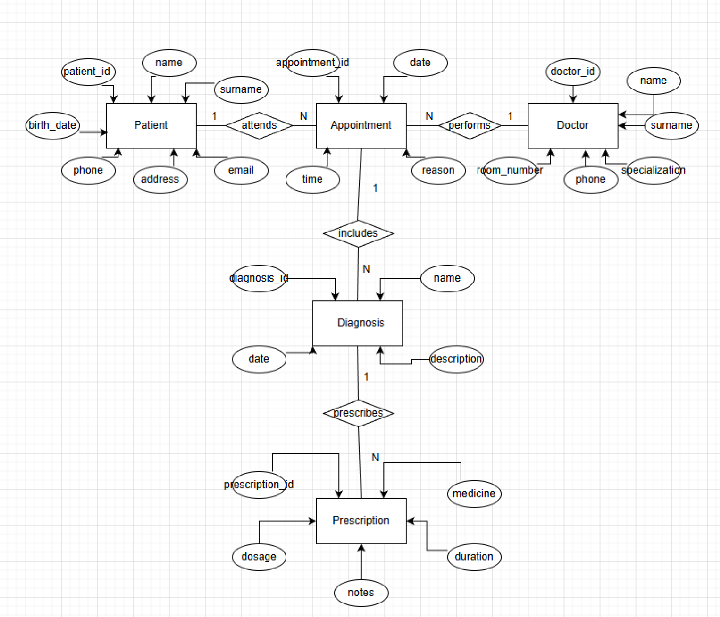 patient_id
name
surname
birth_date
Patient
phone
address
email
1
attends
N
appointment_id
date
Appointment
time
reason
N
performs
1
doctor_id
name
Doctor
surname
room_number
phone
specialization
1
includes
N
diagnosis_id
name
Diagnosis
date
description
1
prescribes
N
prescription_id
medicine
Prescription
dosage
duration
notes